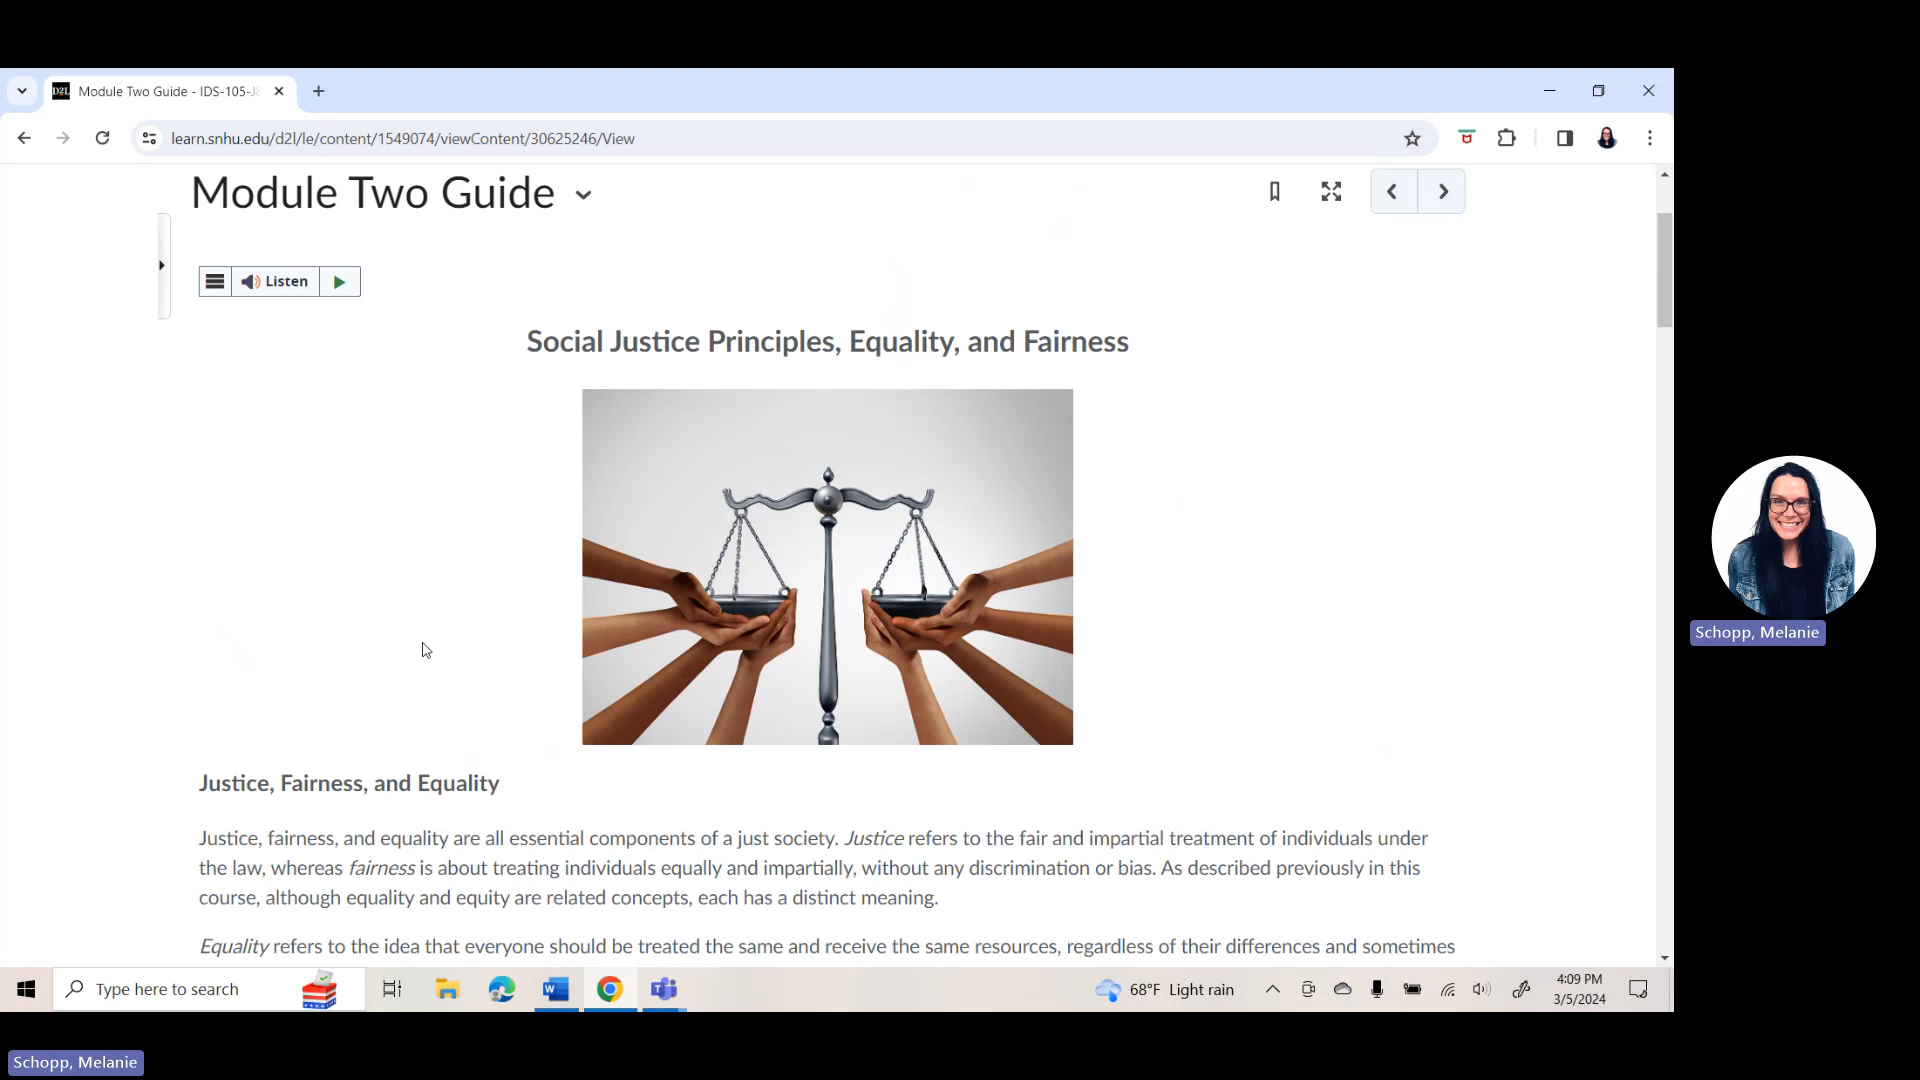 D2L Module Two Guide - IDS-105-J
learn.snhu.edu/d2l/le/content/1549074/viewContent/30625246/View
Module Two Guide
Listen
Social Justice Principles, Equality, and Fairness
Justice, Fairness, and Equality
Justice, fairness, and equality are all essential components of a just society. Justice refers to the fair and impartial treatment of individuals under
the law, whereas fairness is about treating individuals equally and impartially, without any discrimination or bias. As described previously in this
course, although equality and equity are related concepts, each has a distinct meaning.
Equality refers to the idea that everyone should be treated the same and receive the same resources, regardless of their differences and sometimes
Schopp, Melanie
Type here to search
68°F Light rain
4:09 PM
3/5/2024
Schopp, Melanie